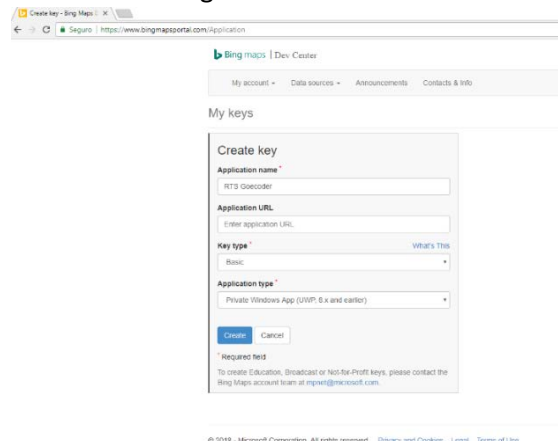 Create key - Bing Maps D
Seguro | https://www.bingmapsportal.com/Application
Bing maps | Dev Center
My account Data sources Announcements Contacts & Info
My keys
Create key
Application name *
RTS Goecoder
Application URL
Enter application URL
Key type * What's This
Basic
Application type *
Private Windows App (UWP, 8.x and earlier)
Create Cancel
* Required field
To create Education, Broadcast or Not-for-Profit keys, please contact the
Bing Maps account team at mpnet@microsoft.com.
© 2018 - Microsoft Corporation. All rights reserved. Privacy and Cookies Legal Terms of Use